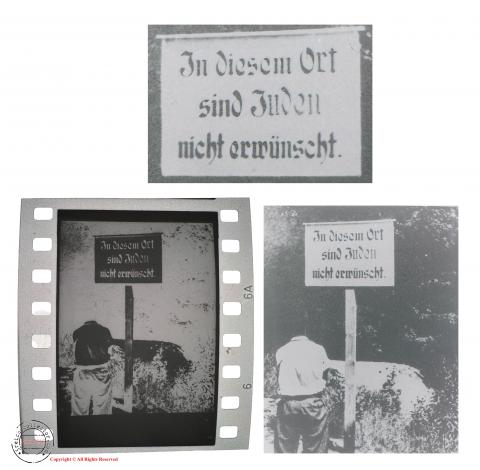 In diesem Ort
sind Juden
nicht erwünscht.
In diesem Ort
sind Juden
nicht erwünscht.
6A
6
In diesem Ort
sind Juden
nicht erwünscht.
Copyright © All Rights Reserved